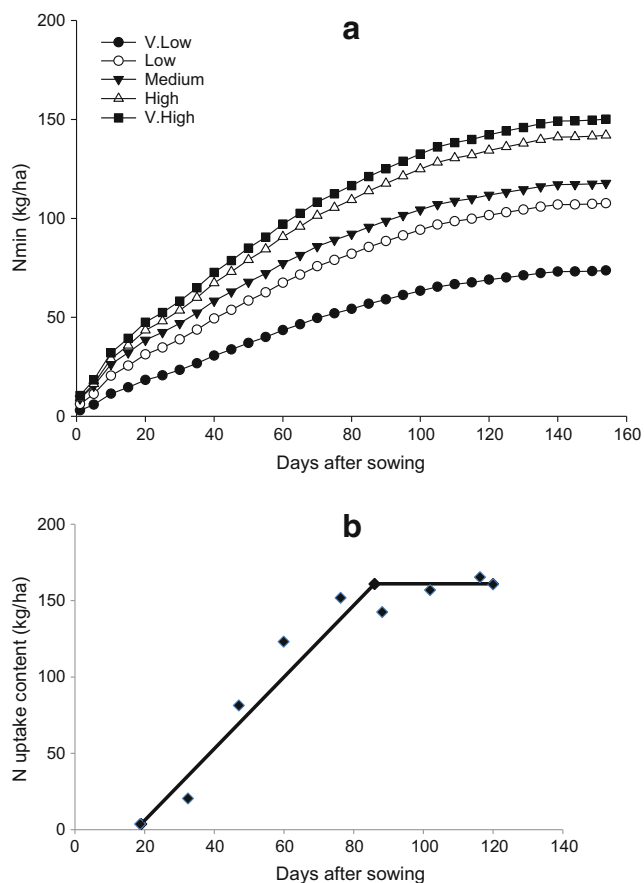 a
200
150
100
50
0
Nmin (kg/ha)
V.Low
Low
Medium
High
V.High
0 20 40 60 80 100 120 140 160
Days after sowing
b
200
150
100
50
0
N uptake content (kg/ha)
0 20 40 60 80 100 120 140
Days after sowing